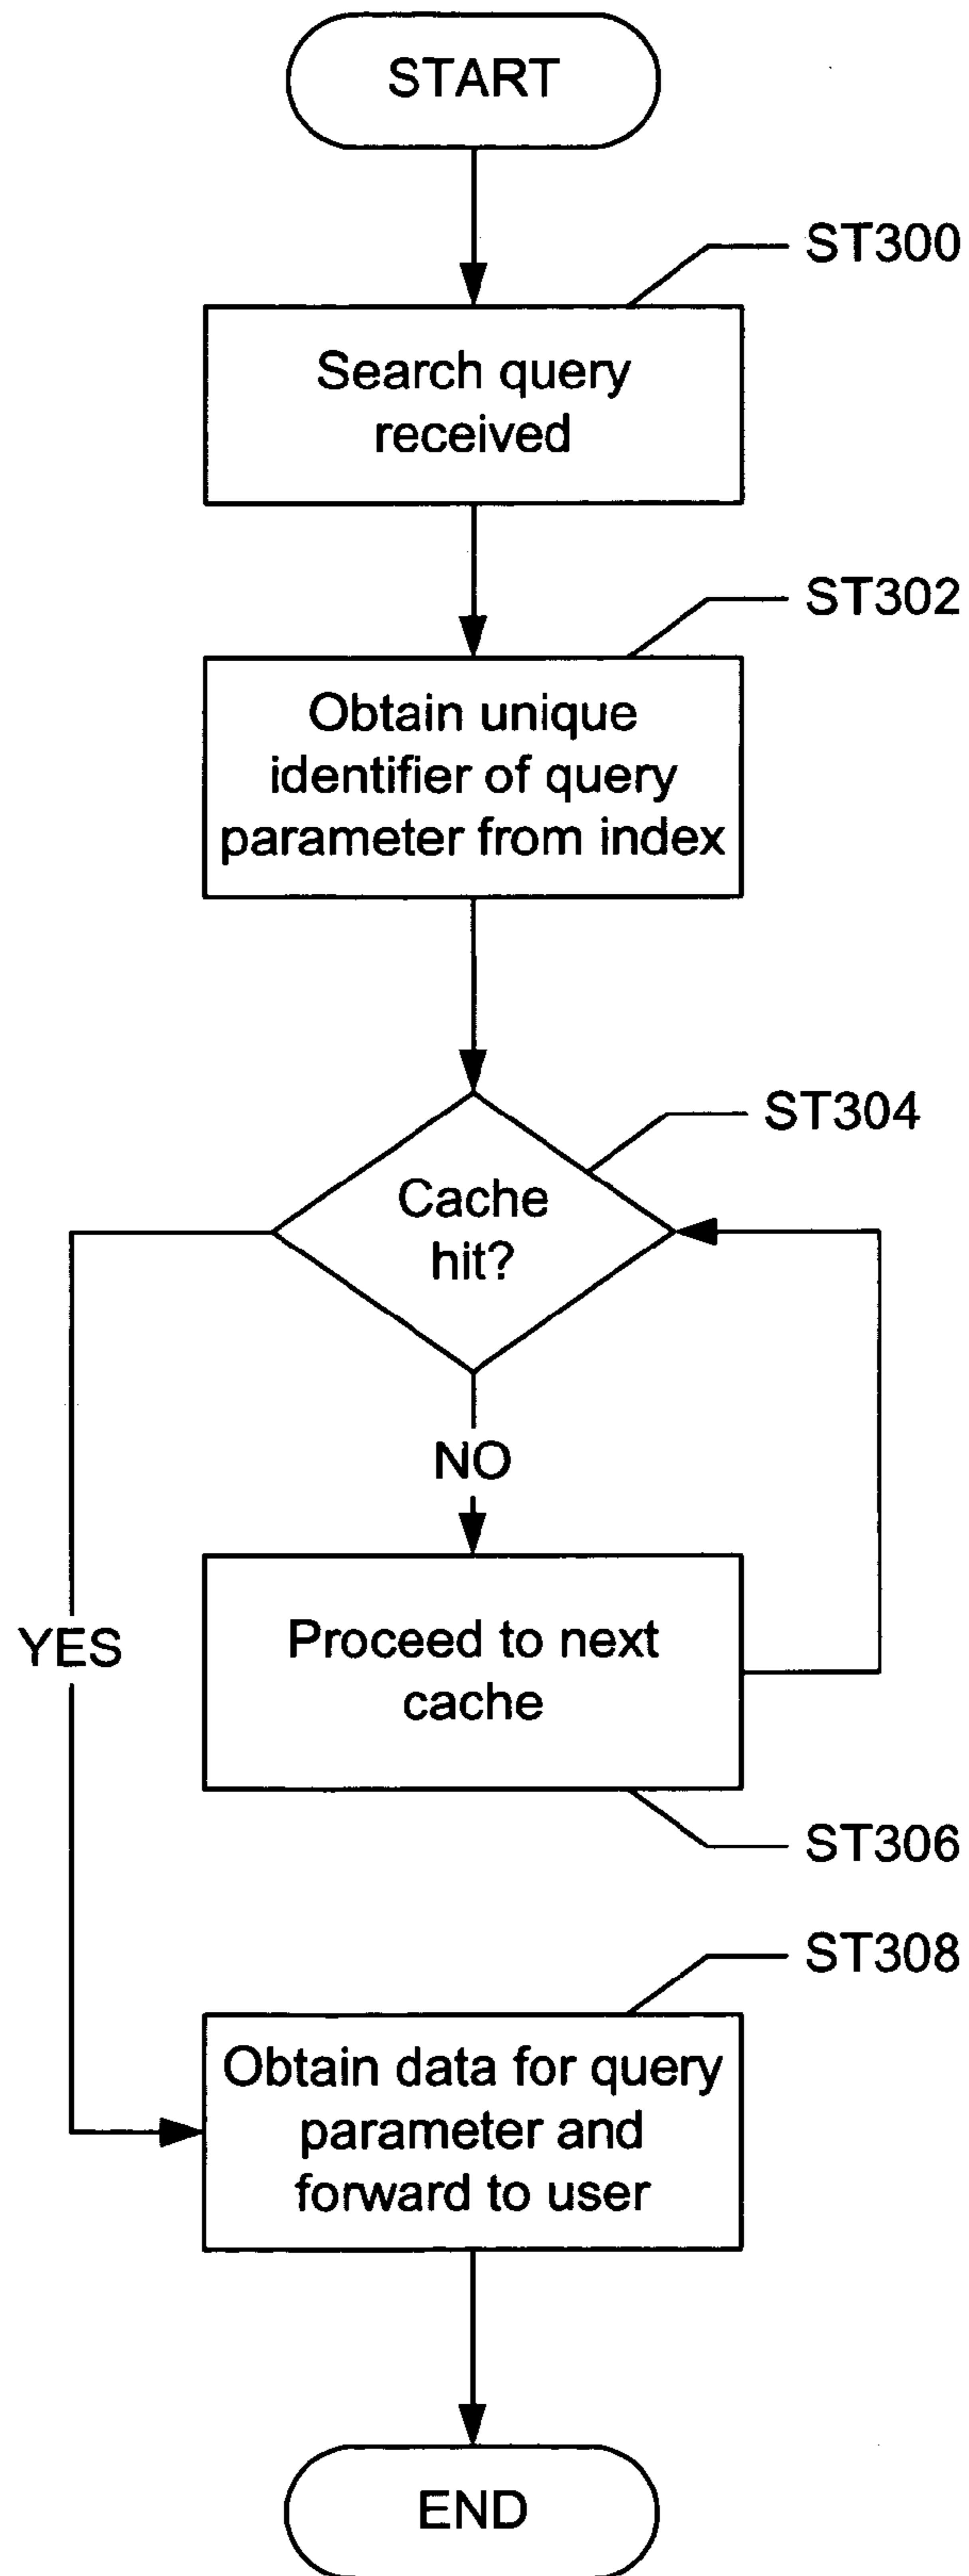 START
ST300
Search query
received
ST302
Obtain unique
identifier of query
parameter from index
ST304
Cache
hit?
NO
YES
Proceed to next
cache
ST306
ST308
Obtain data for query
parameter and
forward to user
END